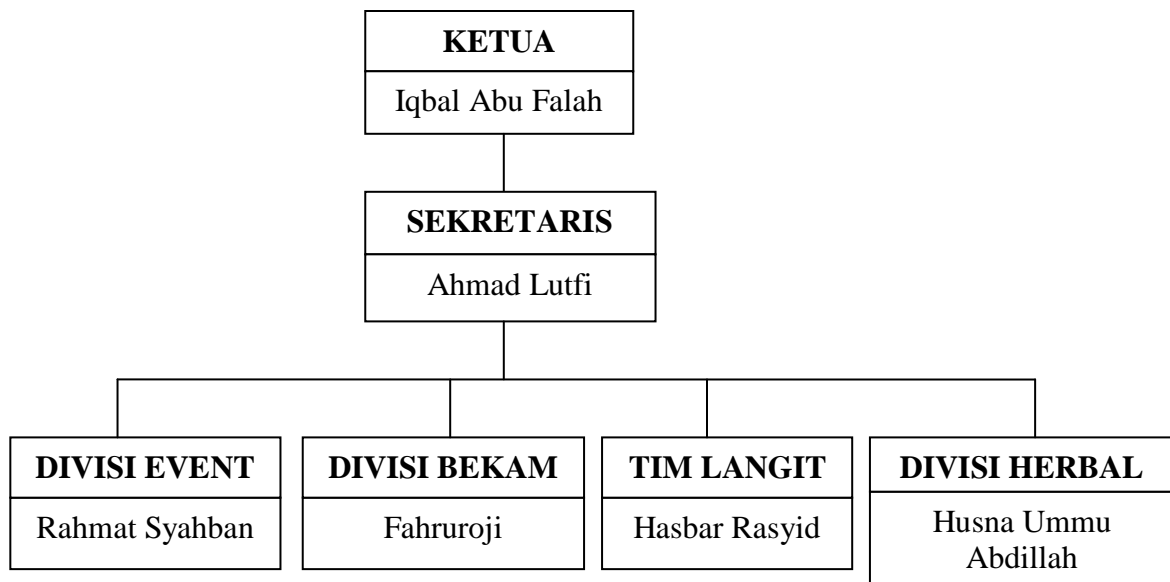 KETUA
Iqbal Abu Falah
SEKRETARIS
Ahmad Lutfi
DIVISI EVENT
Rahmat Syahban
DIVISI BEKAM
Fahruroji
TIM LANGIT
Hasbar Rasyid
DIVISI HERBAL
Husna Ummu
Abdillah